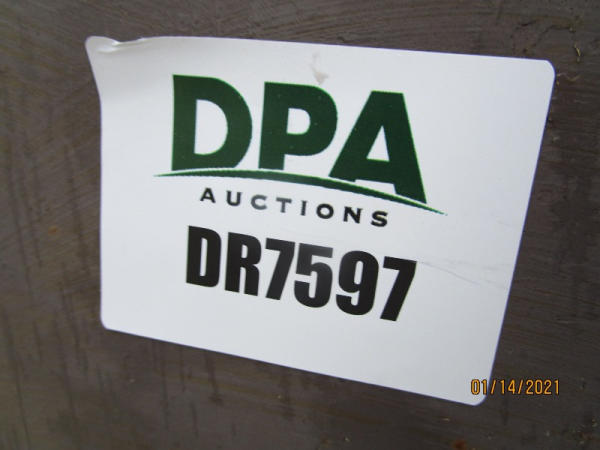 DPA
AUCTIONS
DR7597
01/14/2021